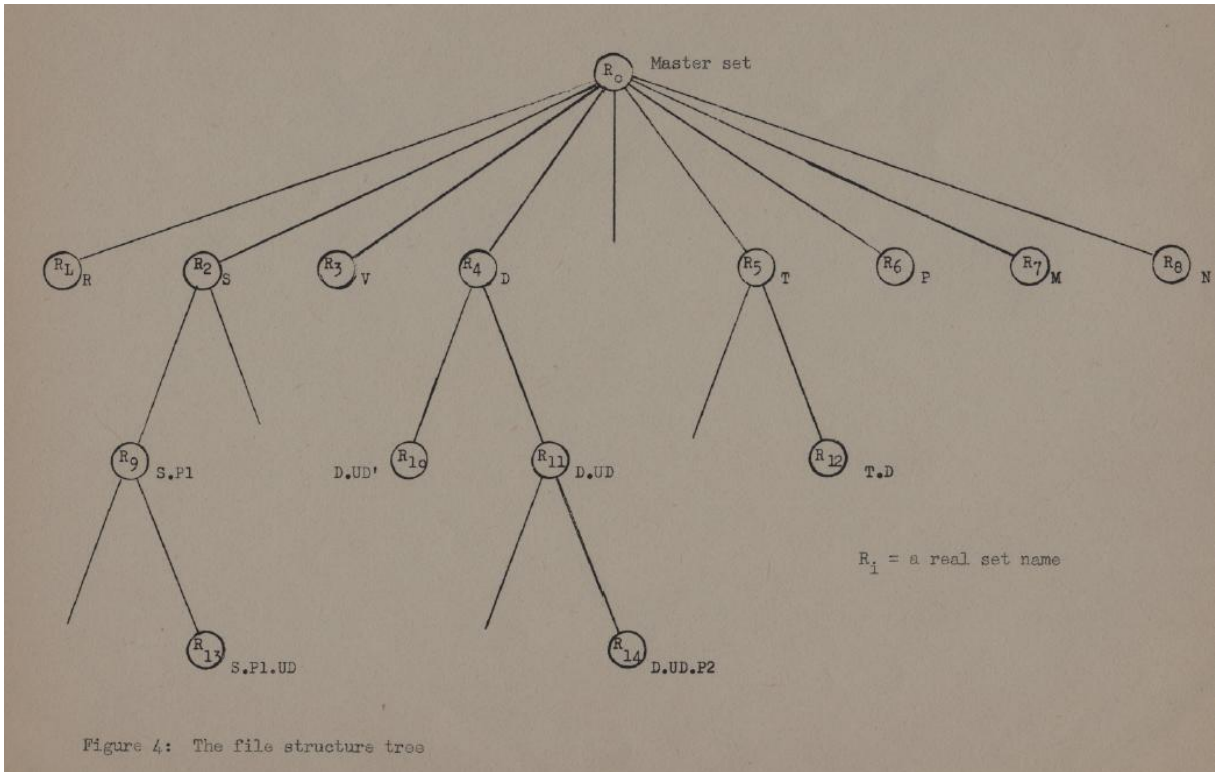 R₀ Master set
R₁ R
R₂ S
R₃ V
R₄ D
R₅ T
R₆ P
R₇ M
R₈ N
R₉ S.P1
R₁₀ D.UD'
R₁₁ D.UD
R₁₂ T.D
Rᵢ = a real set name
R₁₃ S.P1.UD
R₁₄ D.UD.P2
Figure 4: The file structure tree